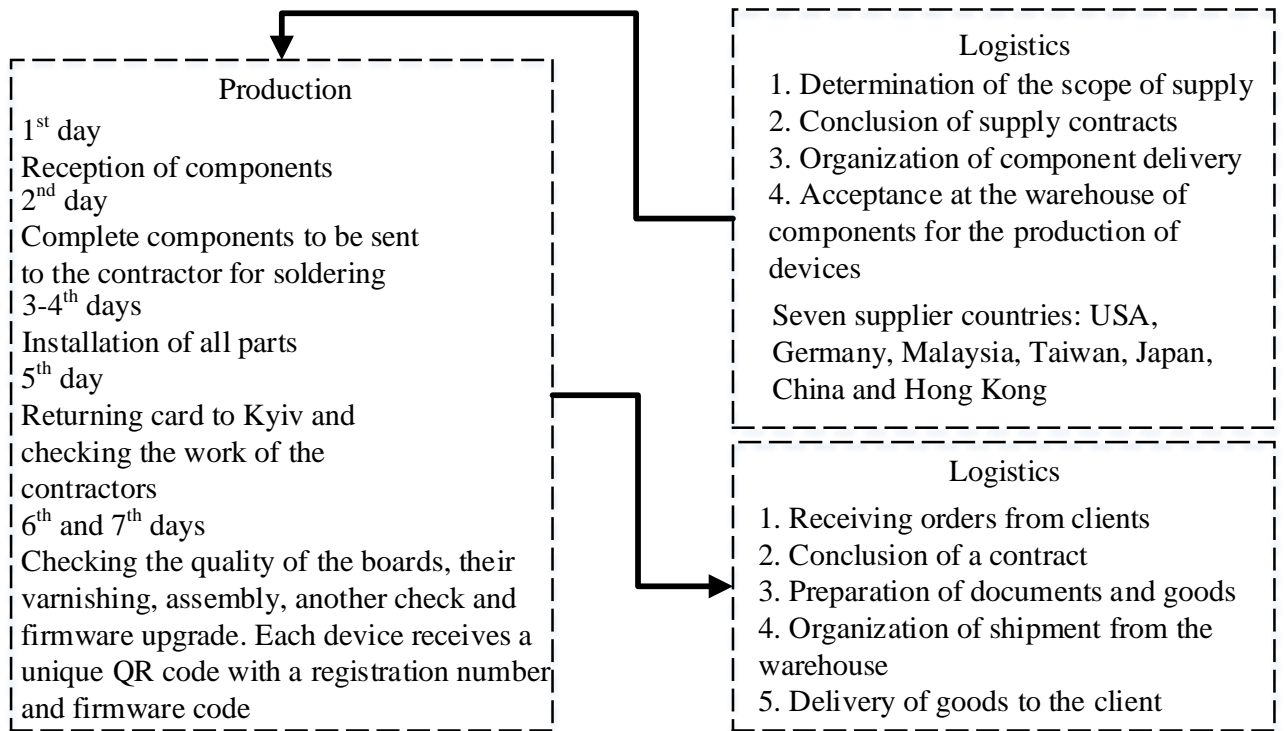 Production
1st day
Reception of components
2nd day
Complete components to be sent
to the contractor for soldering
3-4th days
Installation of all parts
5th day
Returning card to Kyiv and
checking the work of the
contractors
6th and 7th days
Checking the quality of the boards, their
varnishing, assembly, another check and
firmware upgrade. Each device receives a
unique QR code with a registration number
and firmware code
Logistics
1. Determination of the scope of supply
2. Conclusion of supply contracts
3. Organization of component delivery
4. Acceptance at the warehouse of
components for the production of
devices
Seven supplier countries: USA,
Germany, Malaysia, Taiwan, Japan,
China and Hong Kong
Logistics
1. Receiving orders from clients
2. Conclusion of a contract
3. Preparation of documents and goods
4. Organization of shipment from the
warehouse
5. Delivery of goods to the client